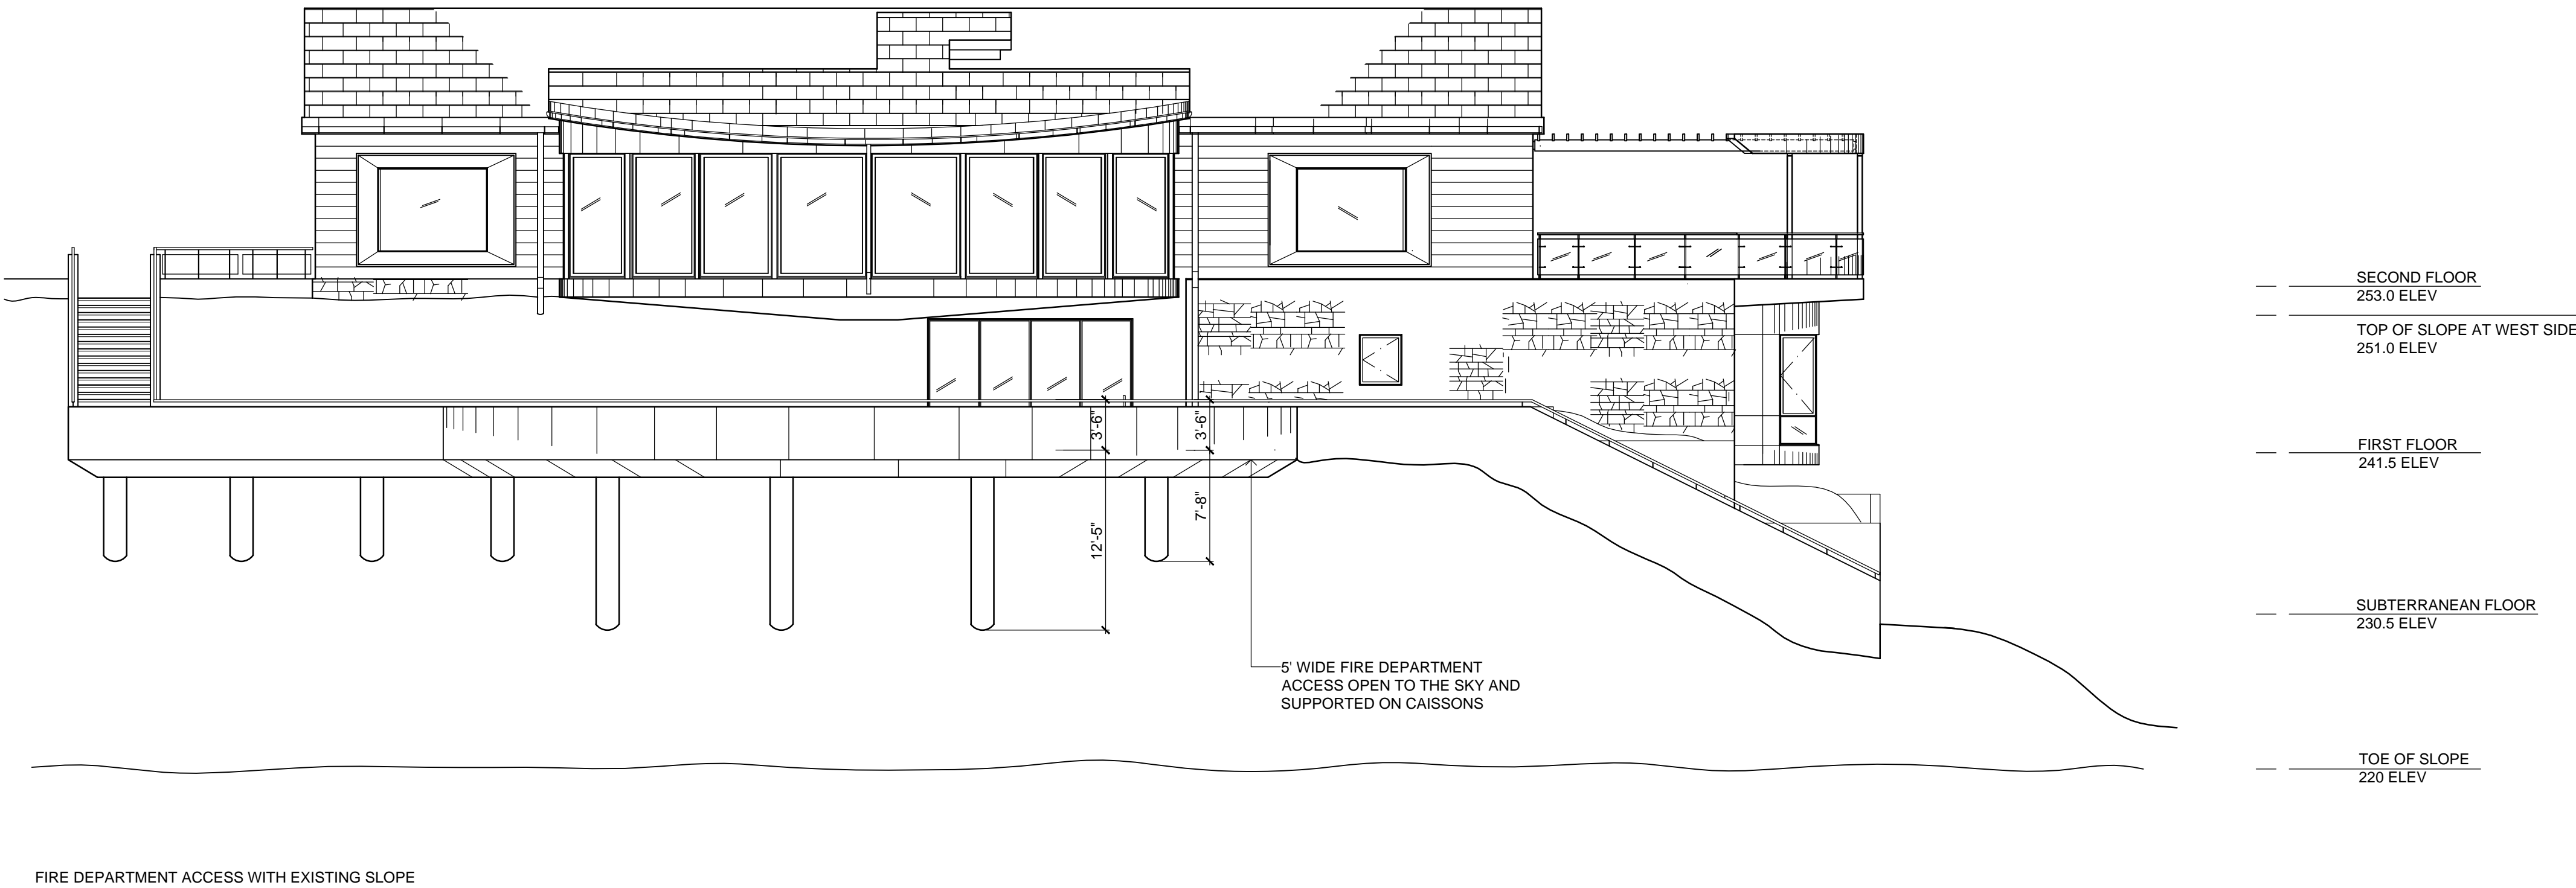 SECOND FLOOR
253.0 ELEV
TOP OF SLOPE AT WEST SIDE
251.0 ELEV
3'-6"
3'-6"
FIRST FLOOR
241.5 ELEV
7'-8"
12'-5"
SUBTERRANEAN FLOOR
230.5 ELEV
5' WIDE FIRE DEPARTMENT
ACCESS OPEN TO THE SKY AND
SUPPORTED ON CAISSONS
TOE OF SLOPE
220 ELEV
FIRE DEPARTMENT ACCESS WITH EXISTING SLOPE